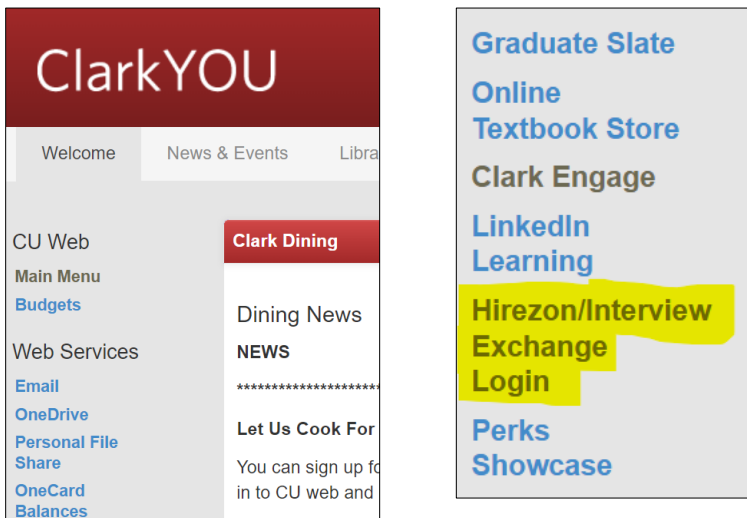 ClarkYOU
Welcome News & Events
CU Web
Main Menu
Budgets
Web Services
Email
OneDrive
Personal File
Share
OneCard
Balances
Clark Dining
Dining News
NEWS
**********************
Let Us Cook For
You can sign up
in to CU web and
Graduate Slate
Online
Textbook Store
Clark Engage
LinkedIn
Learning
Hirezon/Interview
Exchange
Login
Perks
Showcase